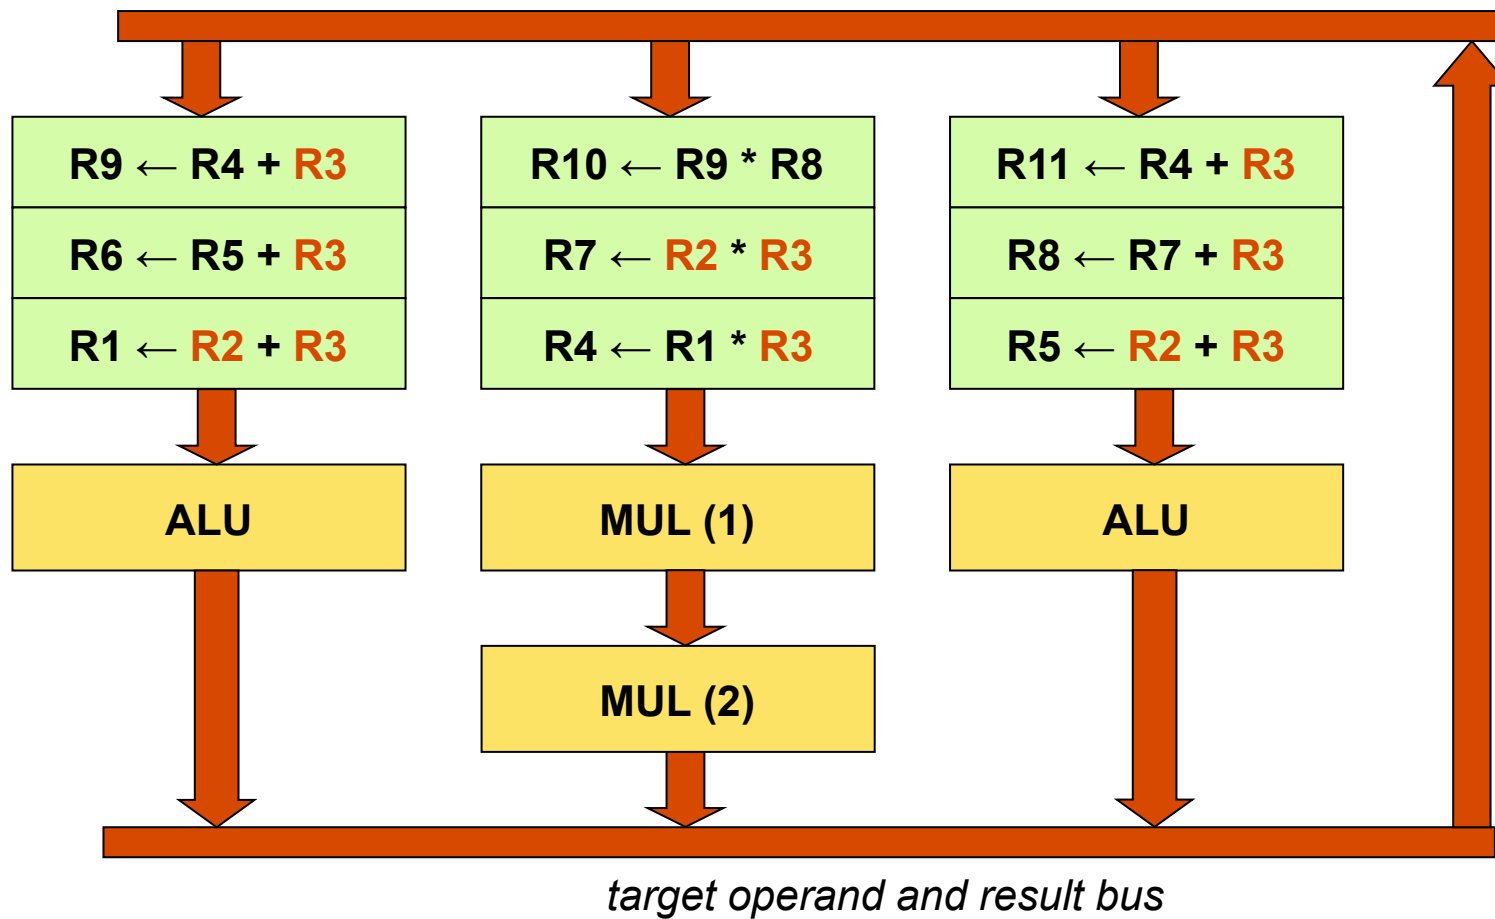 R9 ← R4 + R3
R10 ← R9 * R8
R11 ← R4 + R3
R6 ← R5 + R3
R7 ← R2 * R3
R8 ← R7 + R3
R1 ← R2 + R3
R4 ← R1 * R3
R5 ← R2 + R3
ALU
MUL (1)
ALU
MUL (2)
target operand and result bus